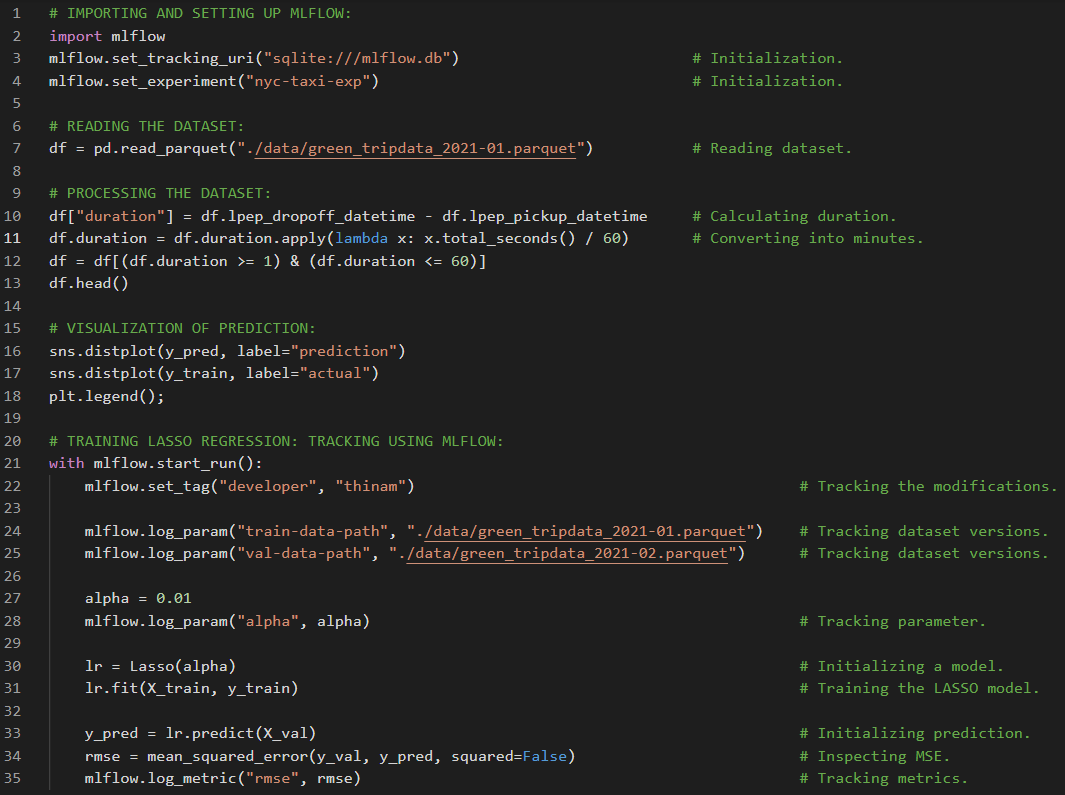 1 # IMPORTING AND SETTING UP MLFLOW:
2 import mlflow
3 mlflow.set_tracking_uri("sqlite:///mlflow.db") # Initialization.
4 mlflow.set_experiment("nyc-taxi-exp") # Initialization.
5
6 # READING THE DATASET:
7 df = pd.read_parquet("./data/green_tripdata_2021-01.parquet") # Reading dataset.
8
9 # PROCESSING THE DATASET:
10 df["duration"] = df.lpep_dropoff_datetime - df.lpep_pickup_datetime # Calculating duration.
11 df.duration = df.duration.apply(lambda x: x.total_seconds() / 60) # Converting into minutes.
12 df = df[(df.duration >= 1) & (df.duration <= 60)]
13 df.head()
14
15 # VISUALIZATION OF PREDICTION:
16 sns.distplot(y_pred, label="prediction")
17 sns.distplot(y_train, label="actual")
18 plt.legend();
19
20 # TRAINING LASSO REGRESSION: TRACKING USING MLFLOW:
21 with mlflow.start_run():
22     mlflow.set_tag("developer", "thinam") # Tracking the modifications.
23
24     mlflow.log_param("train-data-path", "./data/green_tripdata_2021-01.parquet") # Tracking dataset versions.
25     mlflow.log_param("val-data-path", "./data/green_tripdata_2021-02.parquet") # Tracking dataset versions.
26
27     alpha = 0.01
28     mlflow.log_param("alpha", alpha) # Tracking parameter.
29
30     lr = Lasso(alpha) # Initializing a model.
31     lr.fit(X_train, y_train) # Training the LASSO model.
32
33     y_pred = lr.predict(X_val) # Initializing prediction.
34     rmse = mean_squared_error(y_val, y_pred, squared=False) # Inspecting MSE.
35     mlflow.log_metric("rmse", rmse) # Tracking metrics.